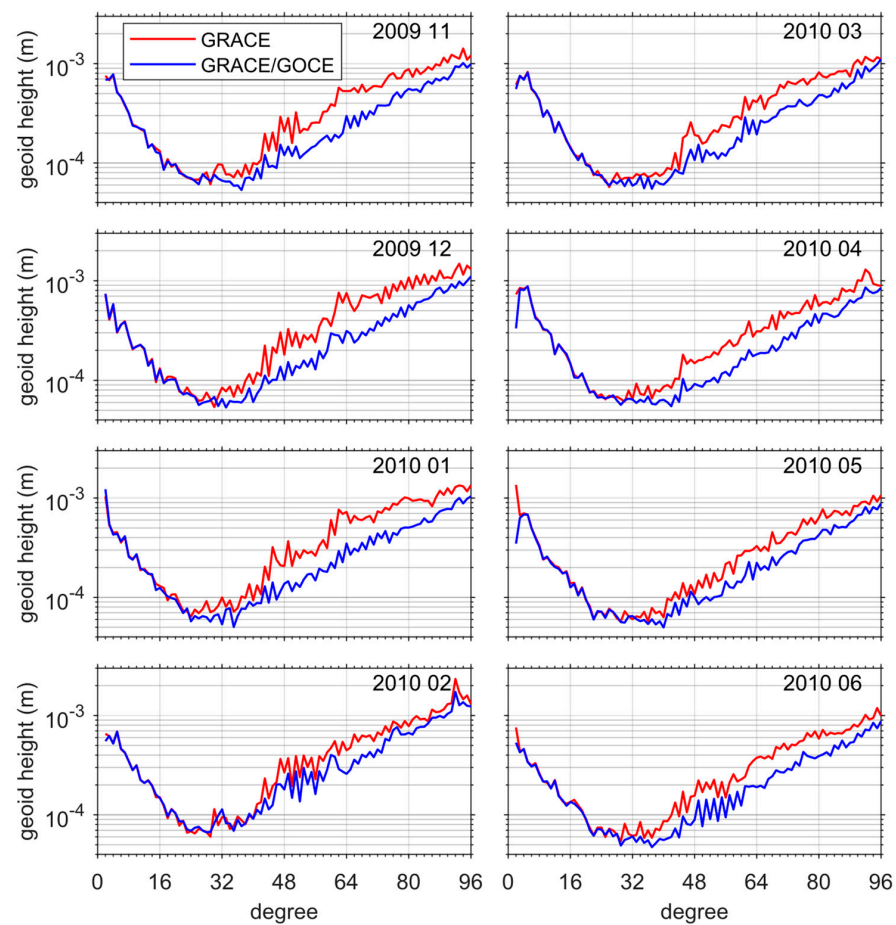 GRACE
GRACE/GOCE
2009 11
2010 03
geoid height (m)
10⁻³
10⁻⁴
2009 12
2010 04
geoid height (m)
10⁻³
10⁻⁴
2010 01
2010 05
geoid height (m)
10⁻³
10⁻⁴
2010 02
2010 06
geoid height (m)
10⁻³
10⁻⁴
0 16 32 48 64 80 96
0 16 32 48 64 80 96
degree
degree